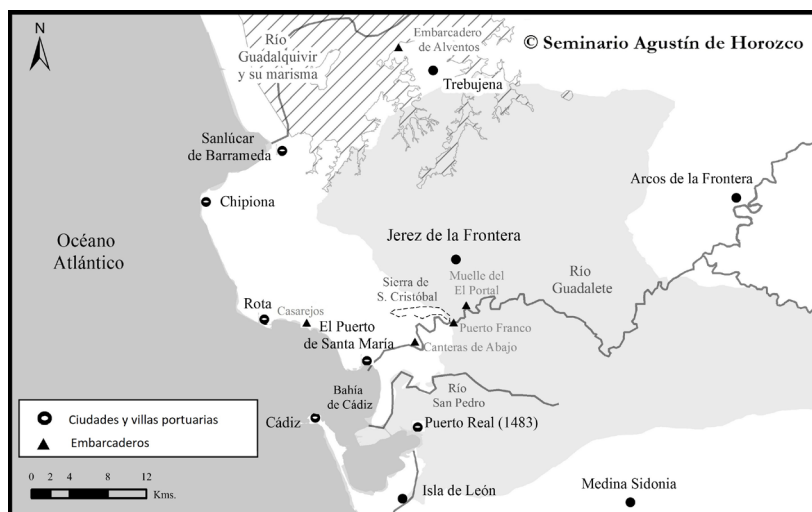 N
Embarcadero
de Alventos
© Seminario Agustín de Horozco
Río
Guadalquivir
y su marisma
Trebujena
Sanlúcar
de Barrameda
Arcos de la Frontera
Chipiona
Océano
Atlántico
Jerez de la Frontera
Muelle del
El Portal
Río
Guadalete
Sierra de
S. Cristóbal
Rota
Casarejos
El Puerto
de Santa María
Puerto Franco
Canteras de Abajo
Bahía
de Cádiz
Río
San Pedro
Ciudades y villas portuarias
Embarcaderos
Cádiz
Puerto Real (1483)
0 2 4 8 12
Kms.
Isla de León
Medina Sidonia